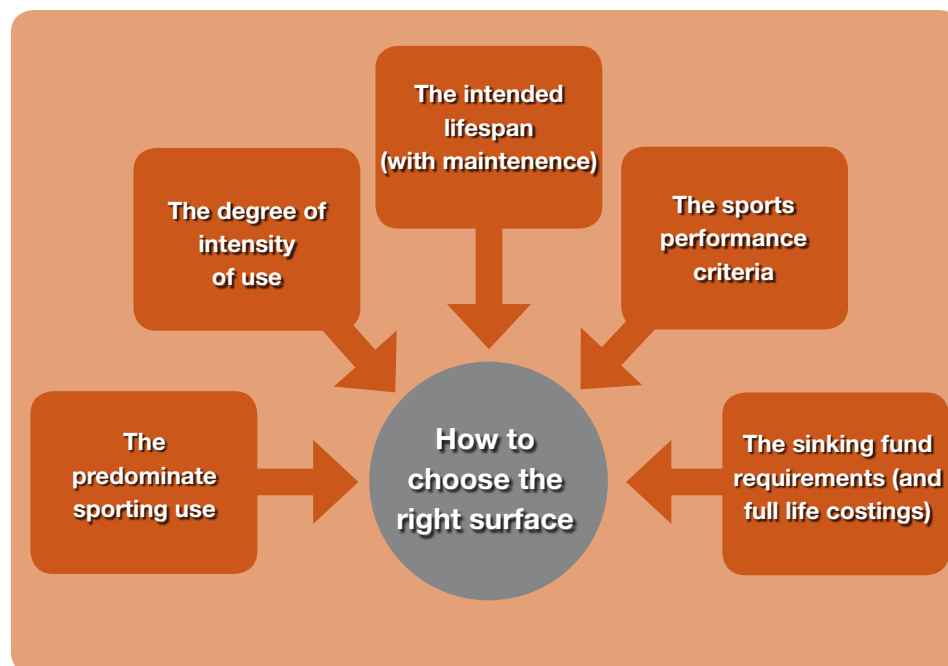 The intended
lifespan
(with maintenence)
The degree of
intensity
of use
The sports
performance
criteria
The
predominate
sporting use
How to
choose the
right surface
The sinking fund
requirements (and
full life costings)